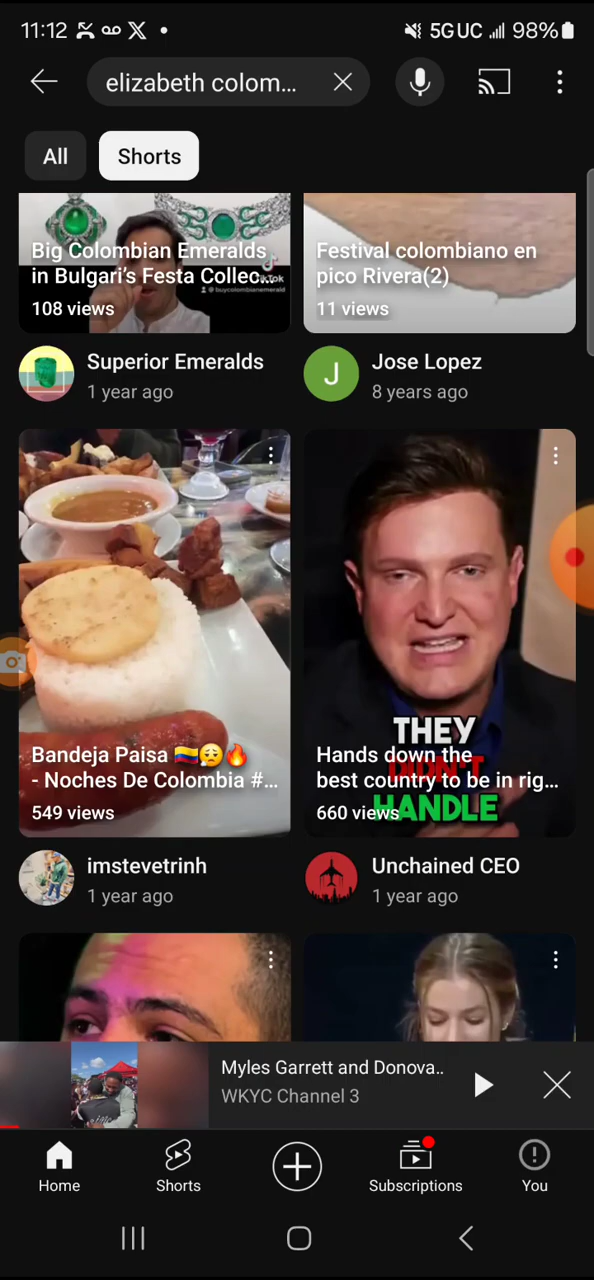 11:12
5G UC
98%
elizabeth colom...
All
Shorts
Big Colombian Emeralds
in Bulgari's Festa Collec...
TikTok
@buycolombianemerald
108 views
Festival colombiano en
pico Rivera(2)
11 views
Superior Emeralds
1 year ago
J
Jose Lopez
8 years ago
Bandeja Paisa 🇨🇴😮‍💨🔥
- Noches De Colombia #...
549 views
THEY
DIDN'T
HANDLE
Hands down the
best country to be in rig...
660 views
imstevetrinh
1 year ago
Unchained CEO
1 year ago
Myles Garrett and Donova..
WKYC Channel 3
Home
Shorts
Subscriptions
You